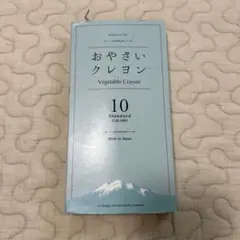 おやさい
クレヨン
Vegetable Crayon
10
Standard
COLORS
Made in Japan